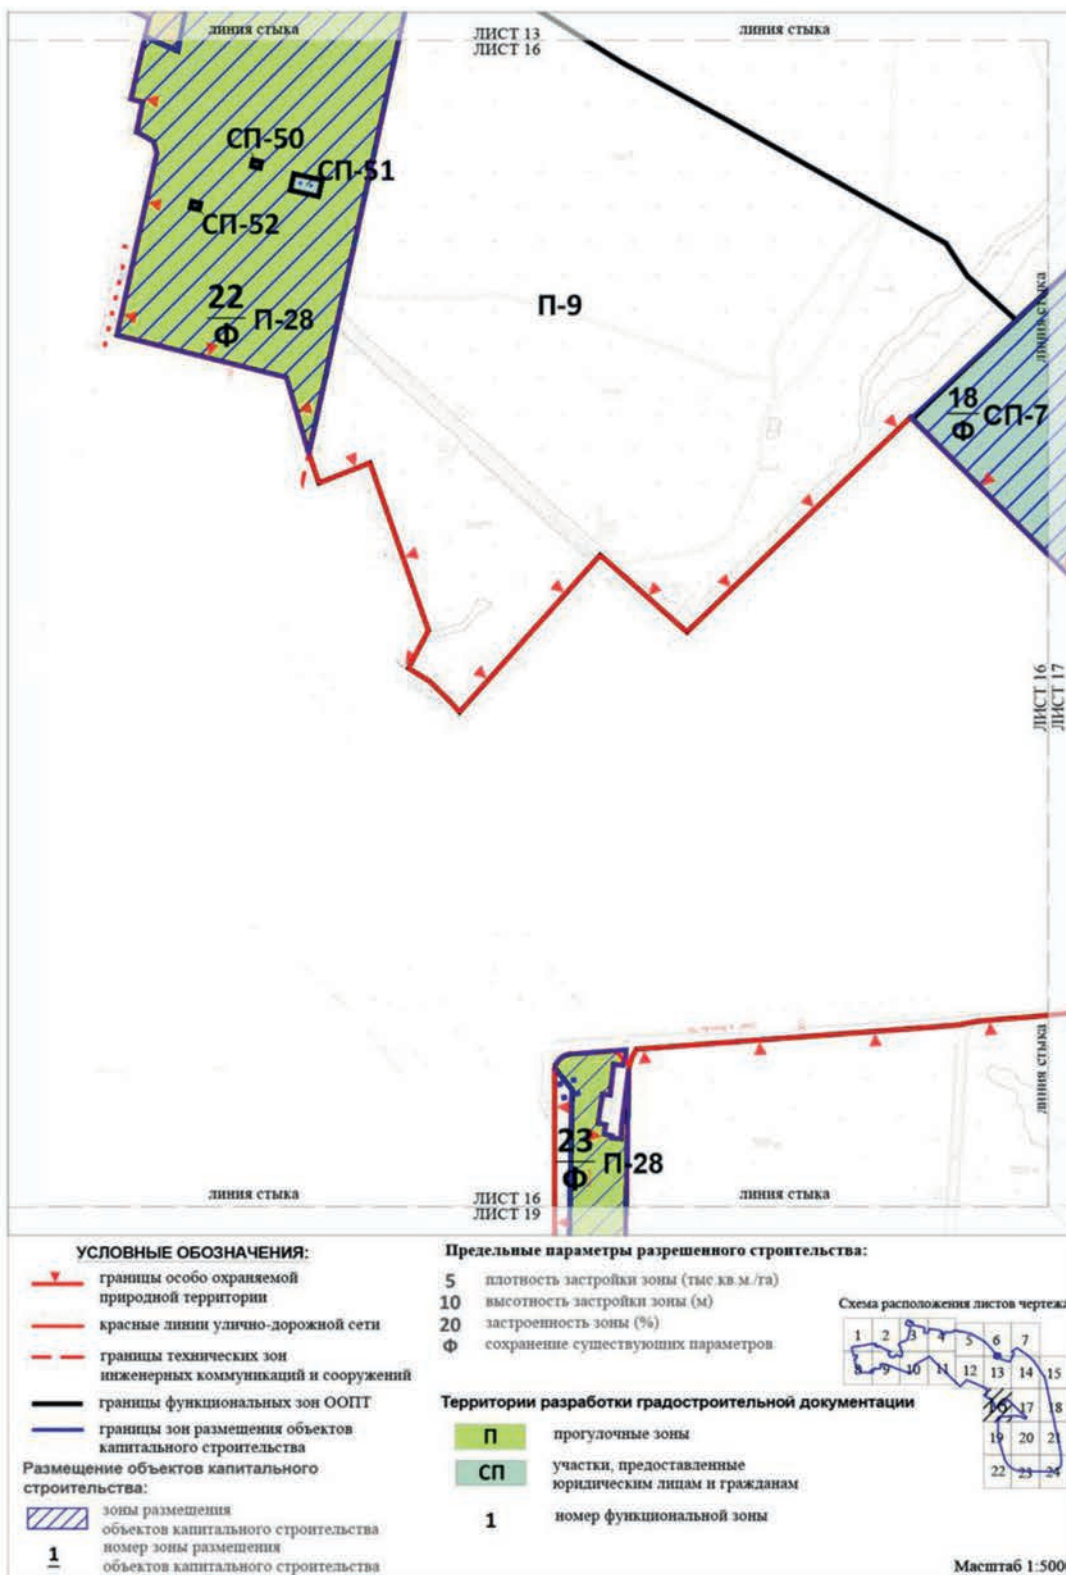 линия стыка
ЛИСТ 13
ЛИСТ 16
линия стыка
СП-50
СП-51
СП-52
22
Ф
П-28
П-9
линия стыка
18
Ф
СП-7
ЛИСТ 16
ЛИСТ 17
линия стыка
23
Ф
П-28
линия стыка
ЛИСТ 16
ЛИСТ 19
линия стыка
УСЛОВНЫЕ ОБОЗНАЧЕНИЯ:
границы особо охраняемой
природной территории
красные линии улично-дорожной сети
границы технических зон
инженерных коммуникаций и сооружений
границы функциональных зон ООПТ
границы зон размещения объектов
капитального строительства
Размещение объектов капитального
строительства:
зоны размещения
объектов капитального строительства
1
номер зоны размещения
объектов капитального строительства
Предельные параметры разрешенного строительства:
5 плотность застройки зоны (тыс.кв.м./га)
10 высотность застройки зоны (м)
20 застроенность зоны (%)
Ф сохранение существующих параметров
Территории разработки градостроительной документации
П прогулочные зоны
СП участки, предоставленные
юридическим лицам и гражданам
1 номер функциональной зоны
Схема расположения листов чертежа
1 2 3 4 5 6 7
8 9 10 11 12 13 14 15
16 17 18
19 20 21
22 23 24
Масштаб 1:5000